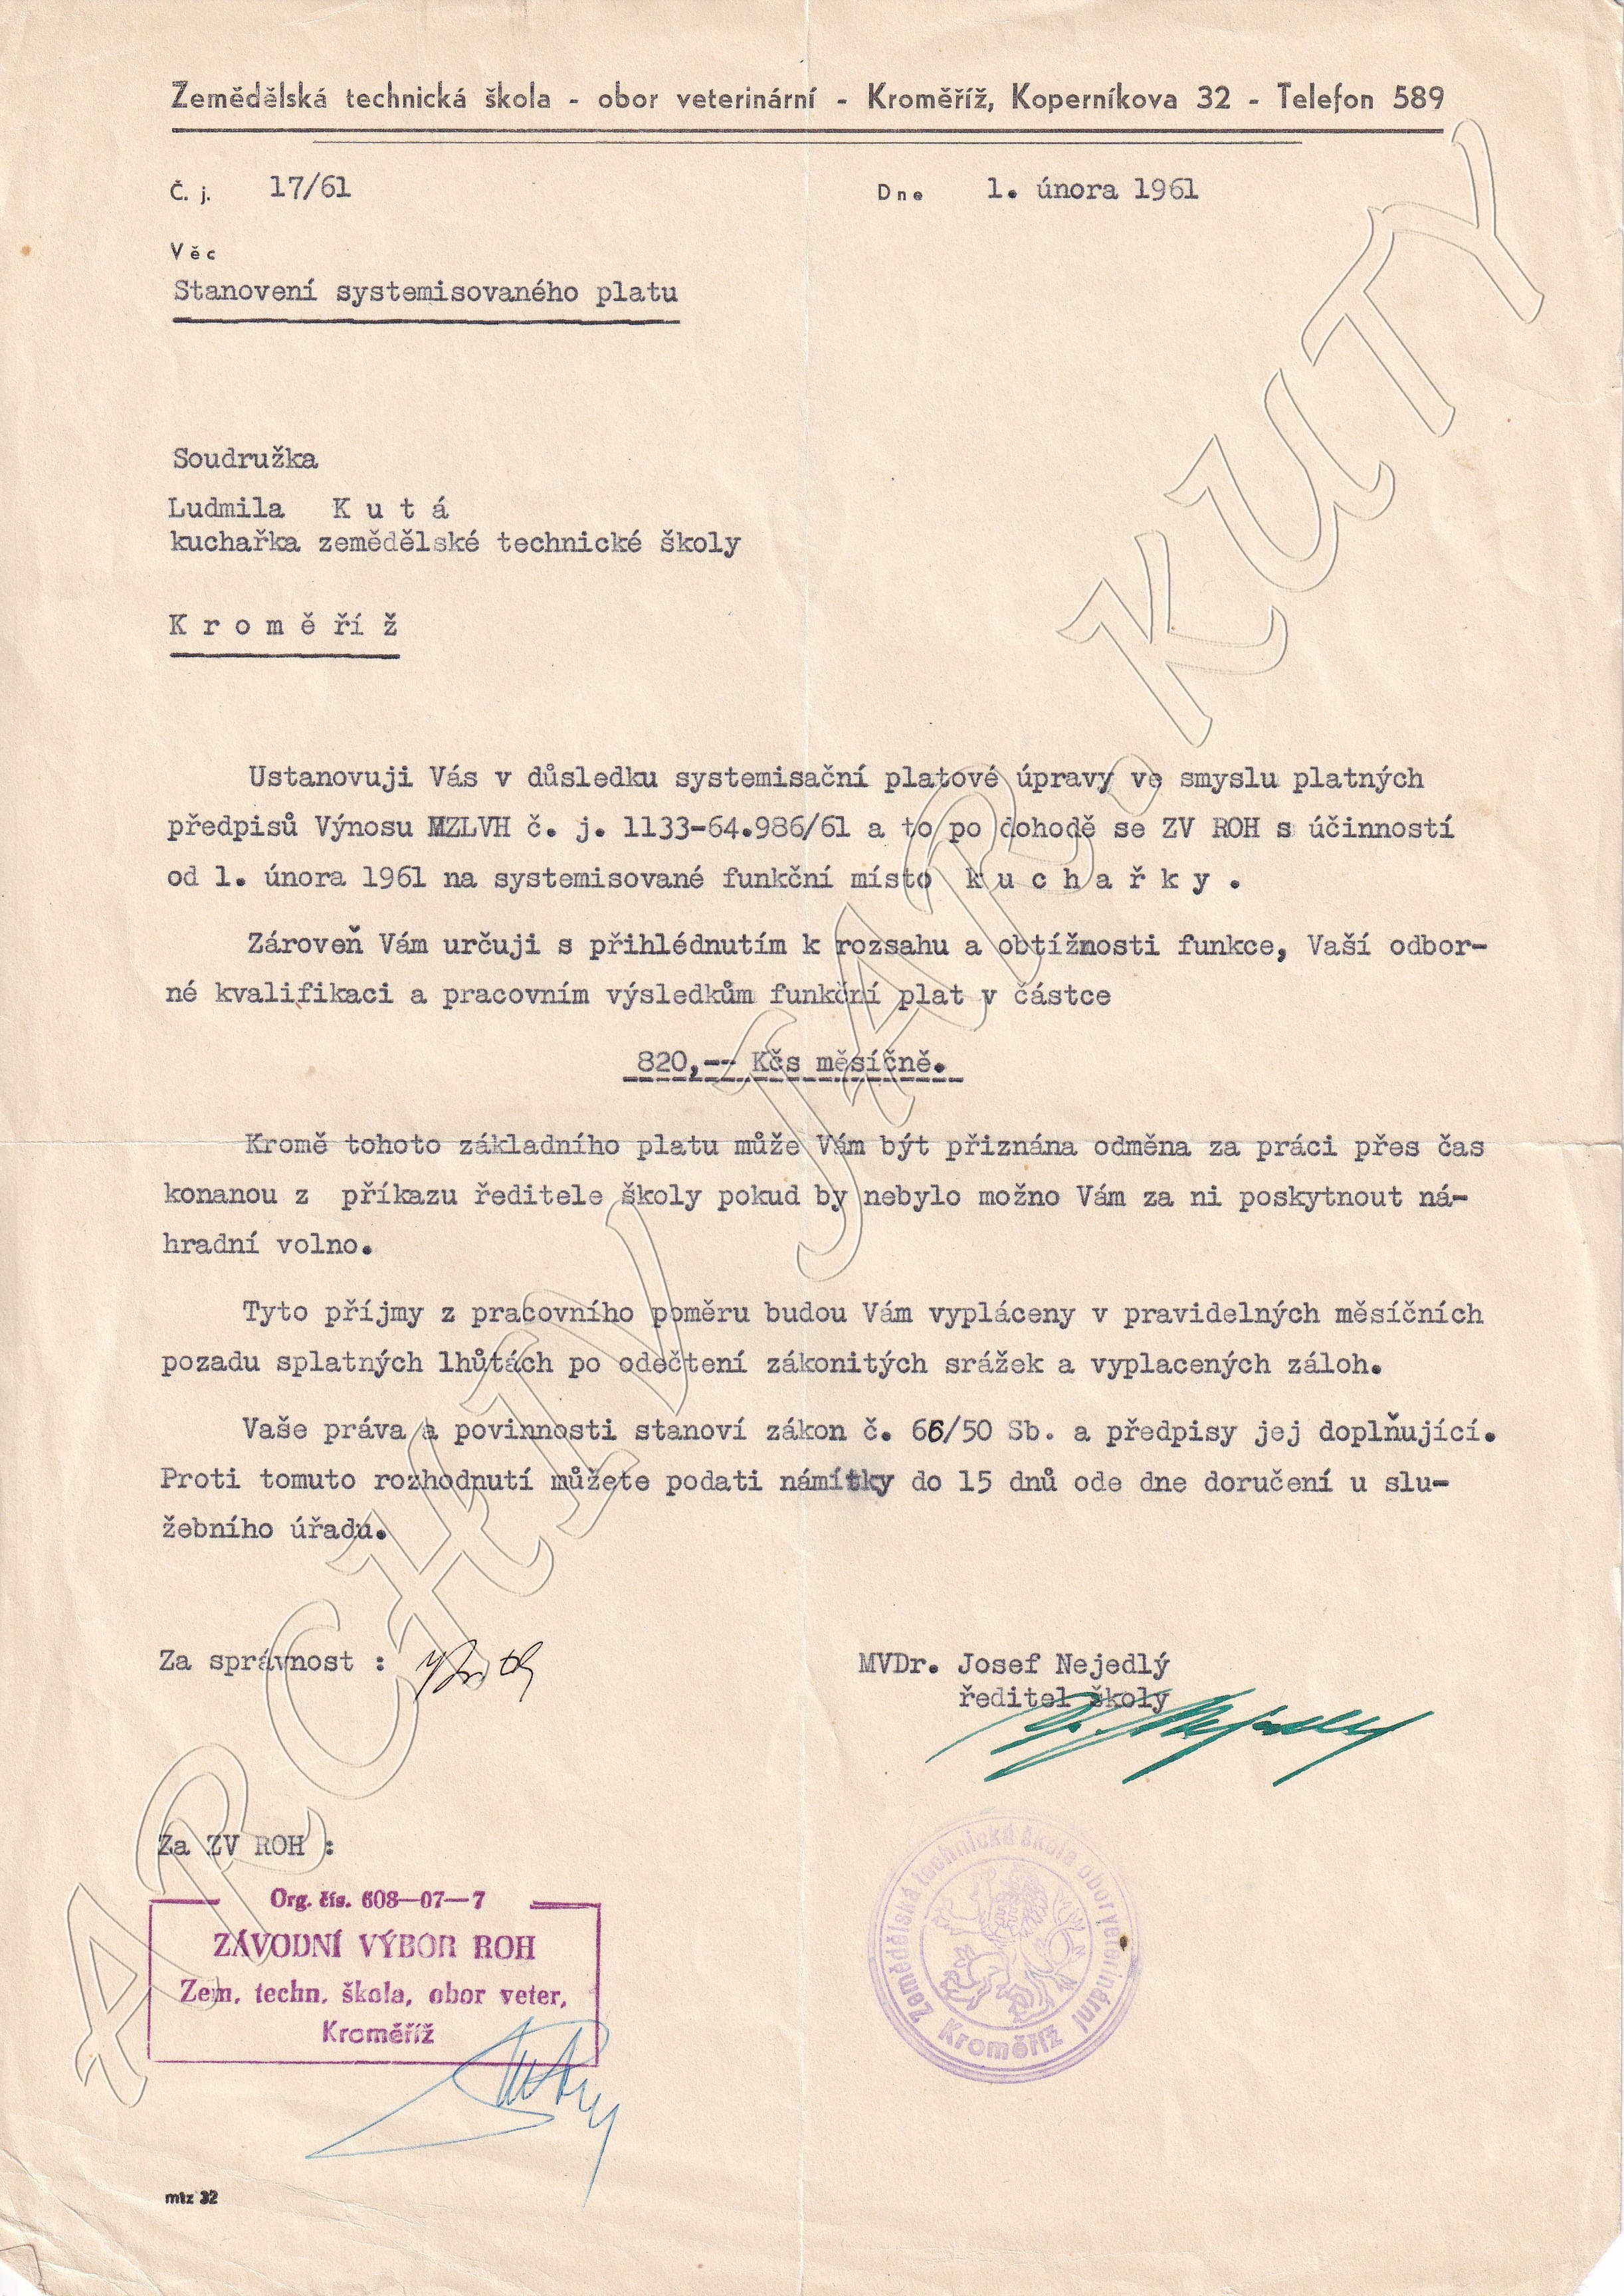 Zemědělská technická škola - obor veterinární - Kroměříž, Koperníkova 32 - Telefon 589
Č. j. 17/61 Dne 1. února 1961
Věc
Stanovení systemisovaného platu
Soudružka
Ludmila K u t á
kuchařka zemědělské technické školy
K r o m ě ří ž
Ustanovuji Vás v důsledku systemisační platové úpravy ve smyslu platných
předpisů Výnosu MZLVH č. j. 1133-64.986/61 a to po dohodě se ZV ROH s účinností
od 1. února 1961 na systemisované funkční místo k u c h a ř k y .
Zároveň Vám určuji s přihlédnutím k rozsahu a obtížnosti funkce, Vaší odbor-
né kvalifikaci a pracovním výsledkům funkční plat v částce
820,-- Kčs měsíčně.
Kromě tohoto základního platu může Vám být přiznána odměna za práci přes čas
konanou z příkazu ředitele školy pokud by nebylo možno Vám za ni poskytnout ná-
hradní volno.
Tyto příjmy z pracovního poměru budou Vám vypláceny v pravidelných měsíčních
pozadu splatných lhůtách po odečtení zákonitých srážek a vyplacených záloh.
Vaše práva a povinnosti stanoví zákon č. 66/50 Sb. a předpisy jej doplňující.
Proti tomuto rozhodnutí můžete podati námitky do 15 dnů ode dne doručení u slu-
žebního úřadu.
Za správnost :
MVDr. Josef Nejedlý
ředitel školy
Za ZV ROH :
Org. čís. 608—07—7
ZÁVODNÍ VÝBOR ROH
Zem. techn. škola, obor veter,
Kroměříž
Zemědělská technická škola obor veterinární
Kroměříž
mtz 32
ARCHIV JAR. KUTÝ